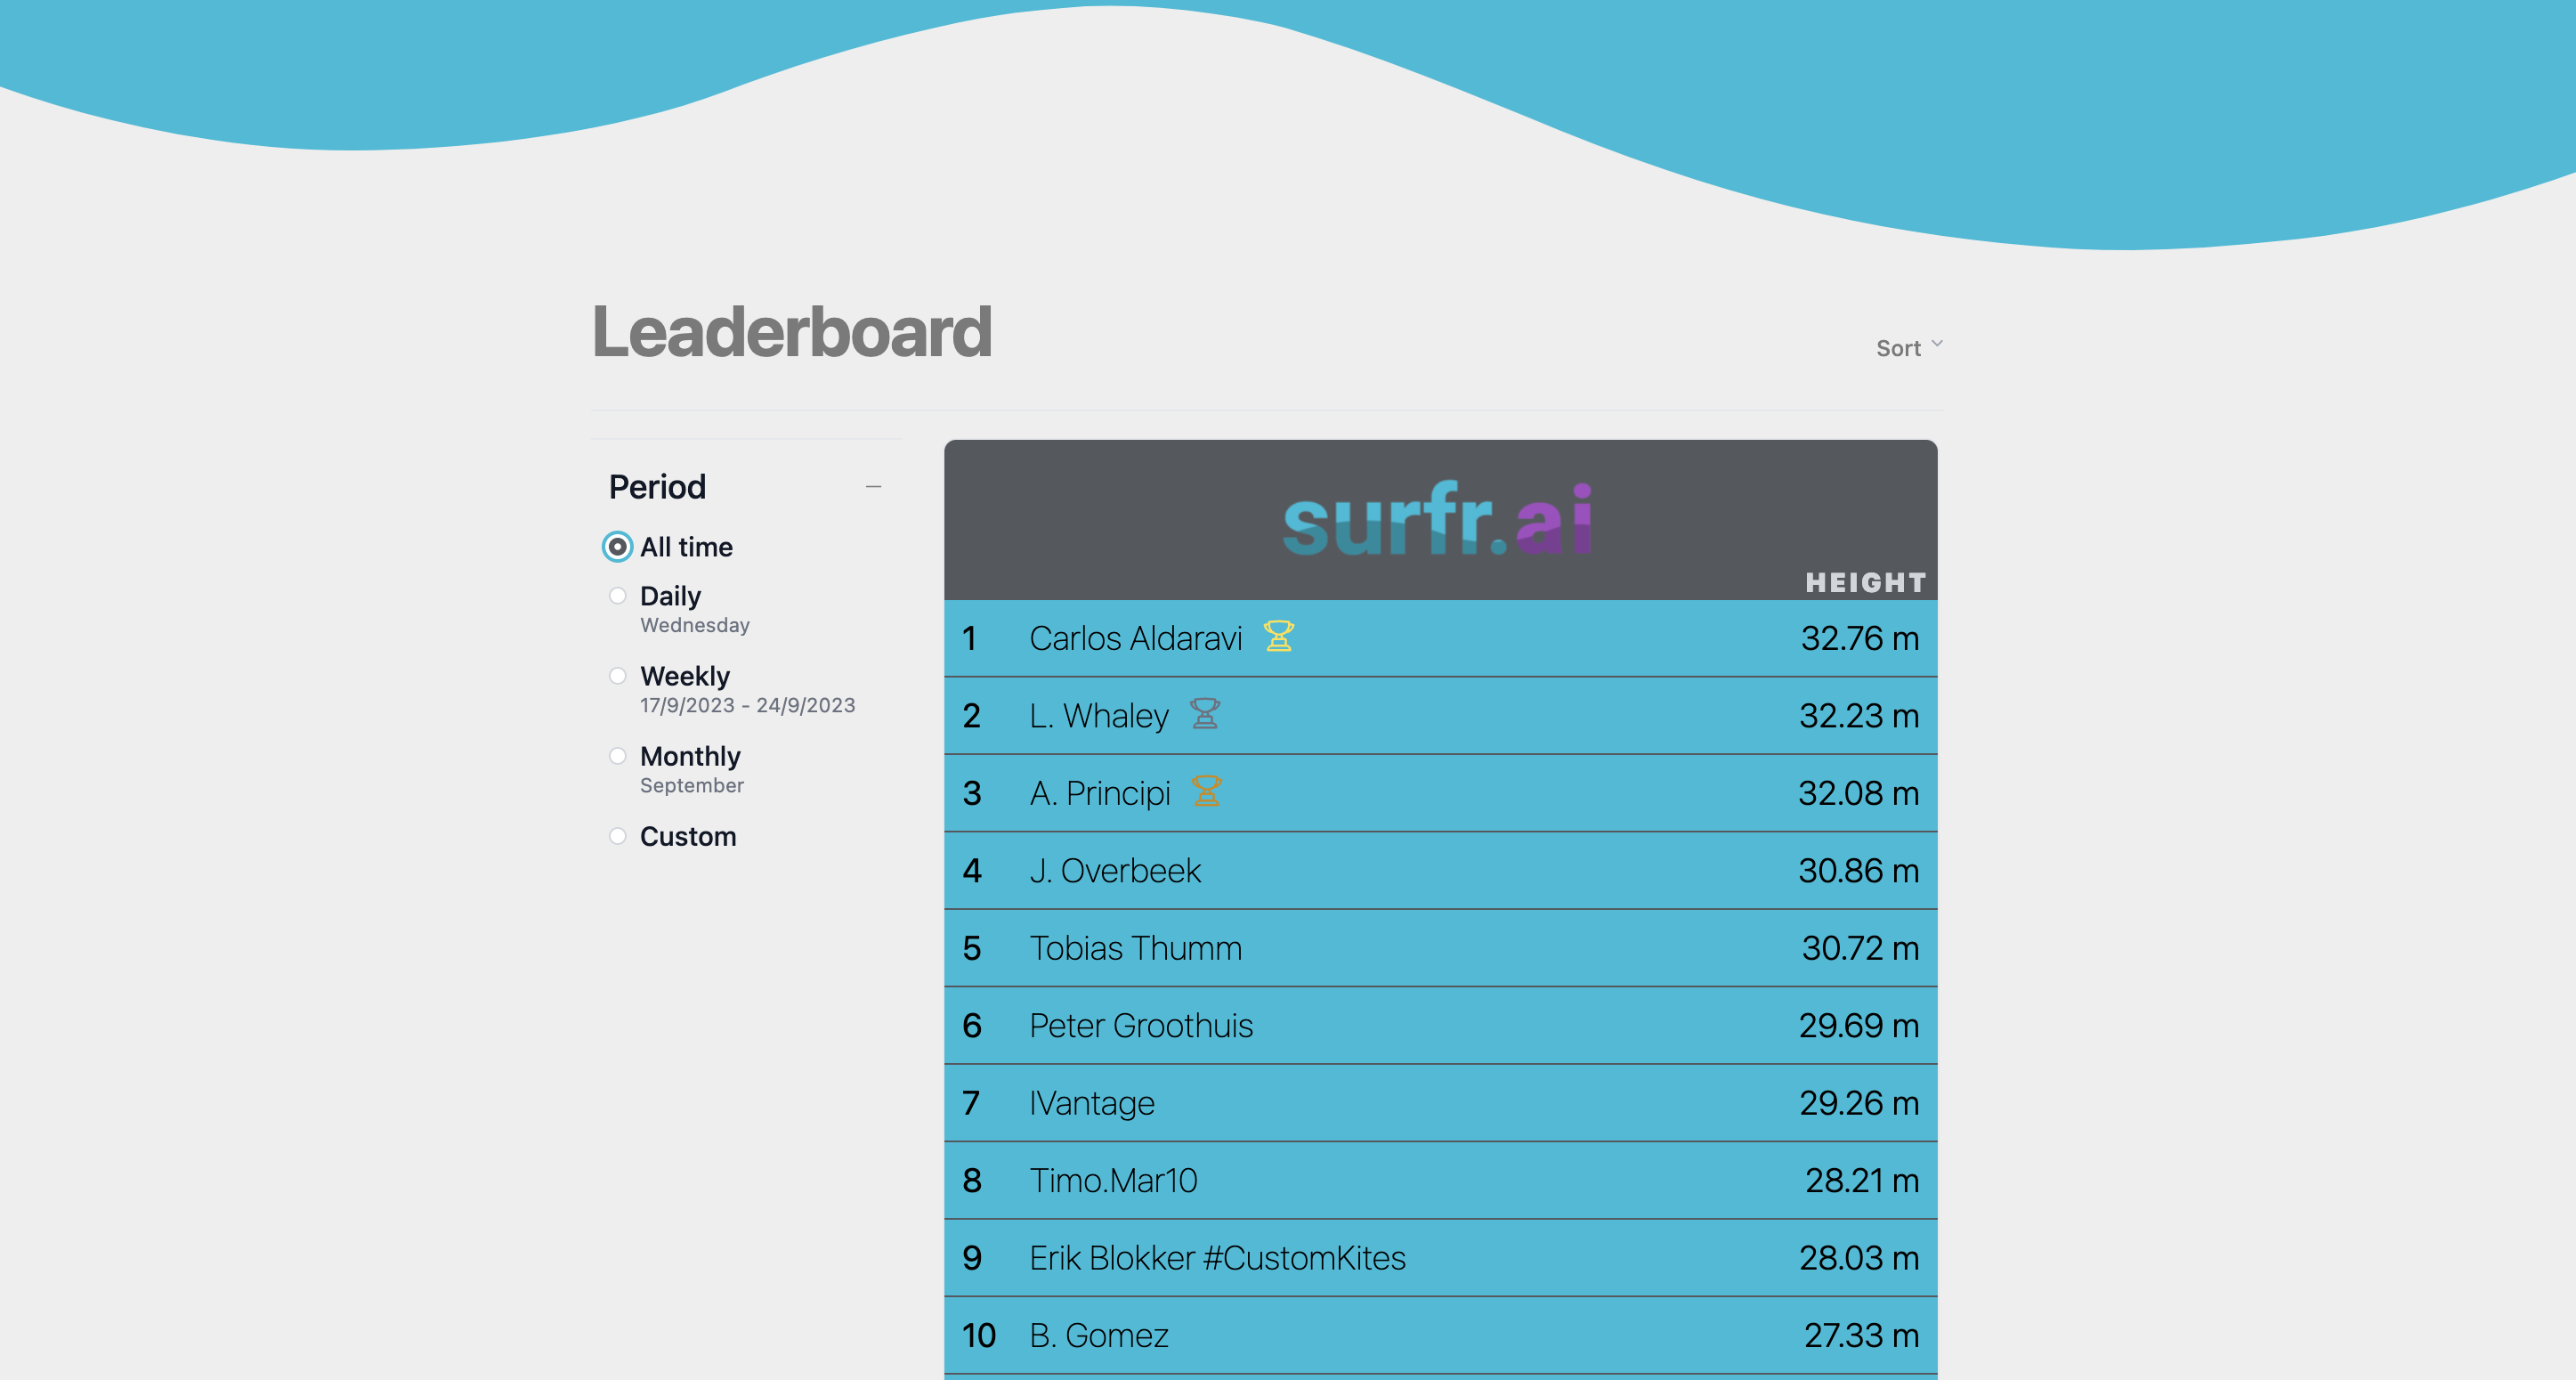 Leaderboard
Sort
Period
All time
Daily
Wednesday
Weekly
17/9/2023 - 24/9/2023
Monthly
September
Custom
surfr.ai
HEIGHT
1 Carlos Aldaravi 32.76 m
2 L. Whaley 32.23 m
3 A. Principi 32.08 m
4 J. Overbeek 30.86 m
5 Tobias Thumm 30.72 m
6 Peter Groothuis 29.69 m
7 IVantage 29.26 m
8 Timo.Mar10 28.21 m
9 Erik Blokker #CustomKites 28.03 m
10 B. Gomez 27.33 m